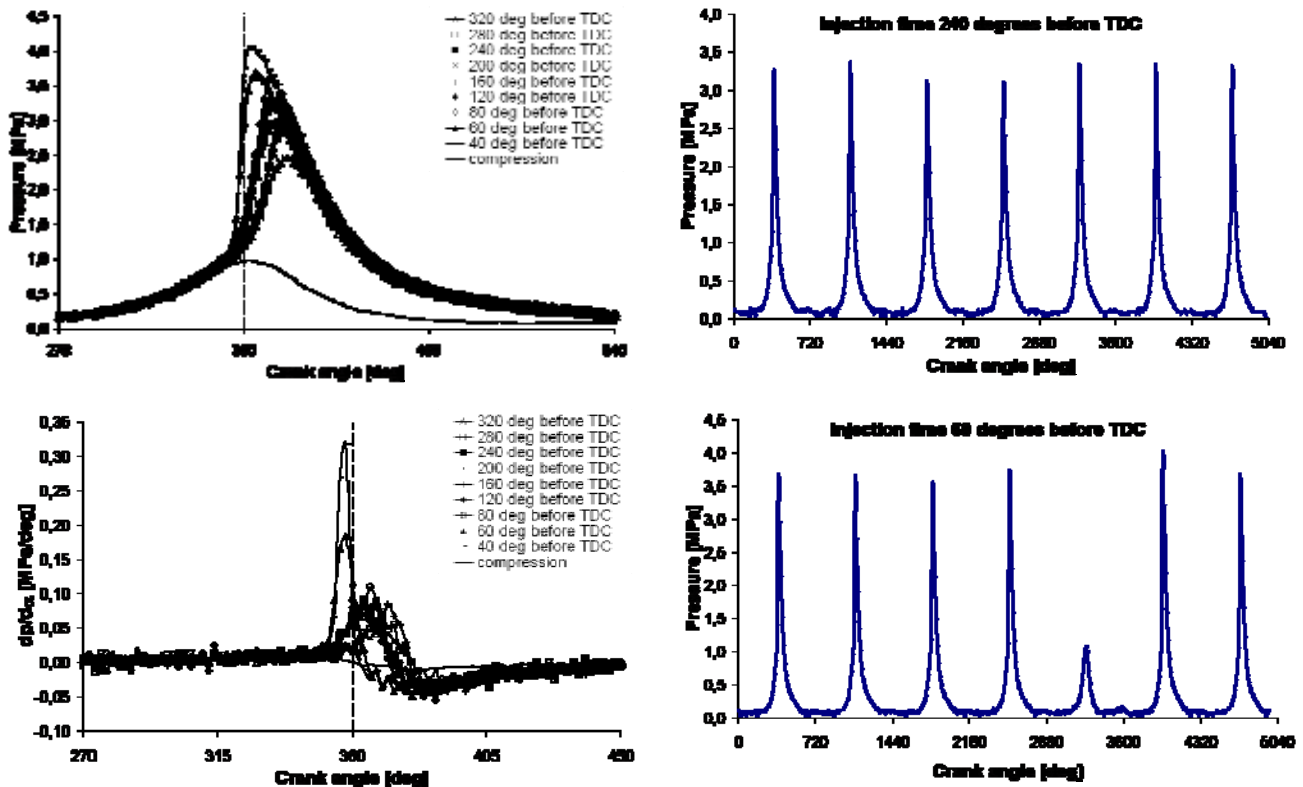 4,5
4,0
3,5
3,0
2,5
2,0
1,5
1,0
0,5
0,0
Pressure [MPa]
320 deg before TDC
280 deg before TDC
240 deg before TDC
200 deg before TDC
160 deg before TDC
120 deg before TDC
80 deg before TDC
60 deg before TDC
40 deg before TDC
compression
270
360
Crank angle [deg]
Injection time 240 degrees before TDC
4,0
3,5
3,0
2,5
2,0
1,5
1,0
0,5
0,0
Pressure [MPa]
0 720 1440 2160 2880 3600 4320 5040
Crank angle [deg]
0,35
0,30
0,25
0,20
0,15
0,10
0,05
0,00
-0,05
-0,10
dp/dα [MPa/deg]
320 deg before TDC
280 deg before TDC
240 deg before TDC
200 deg before TDC
160 deg before TDC
120 deg before TDC
80 deg before TDC
60 deg before TDC
40 deg before TDC
compression
270 315 360 405 450
Crank angle [deg]
Injection time 60 degrees before TDC
4,5
4,0
3,5
3,0
2,5
2,0
1,5
1,0
0,5
0,0
Pressure [MPa]
0 720 1440 2160 2880 3600 4320 5040
Crank angle [deg]